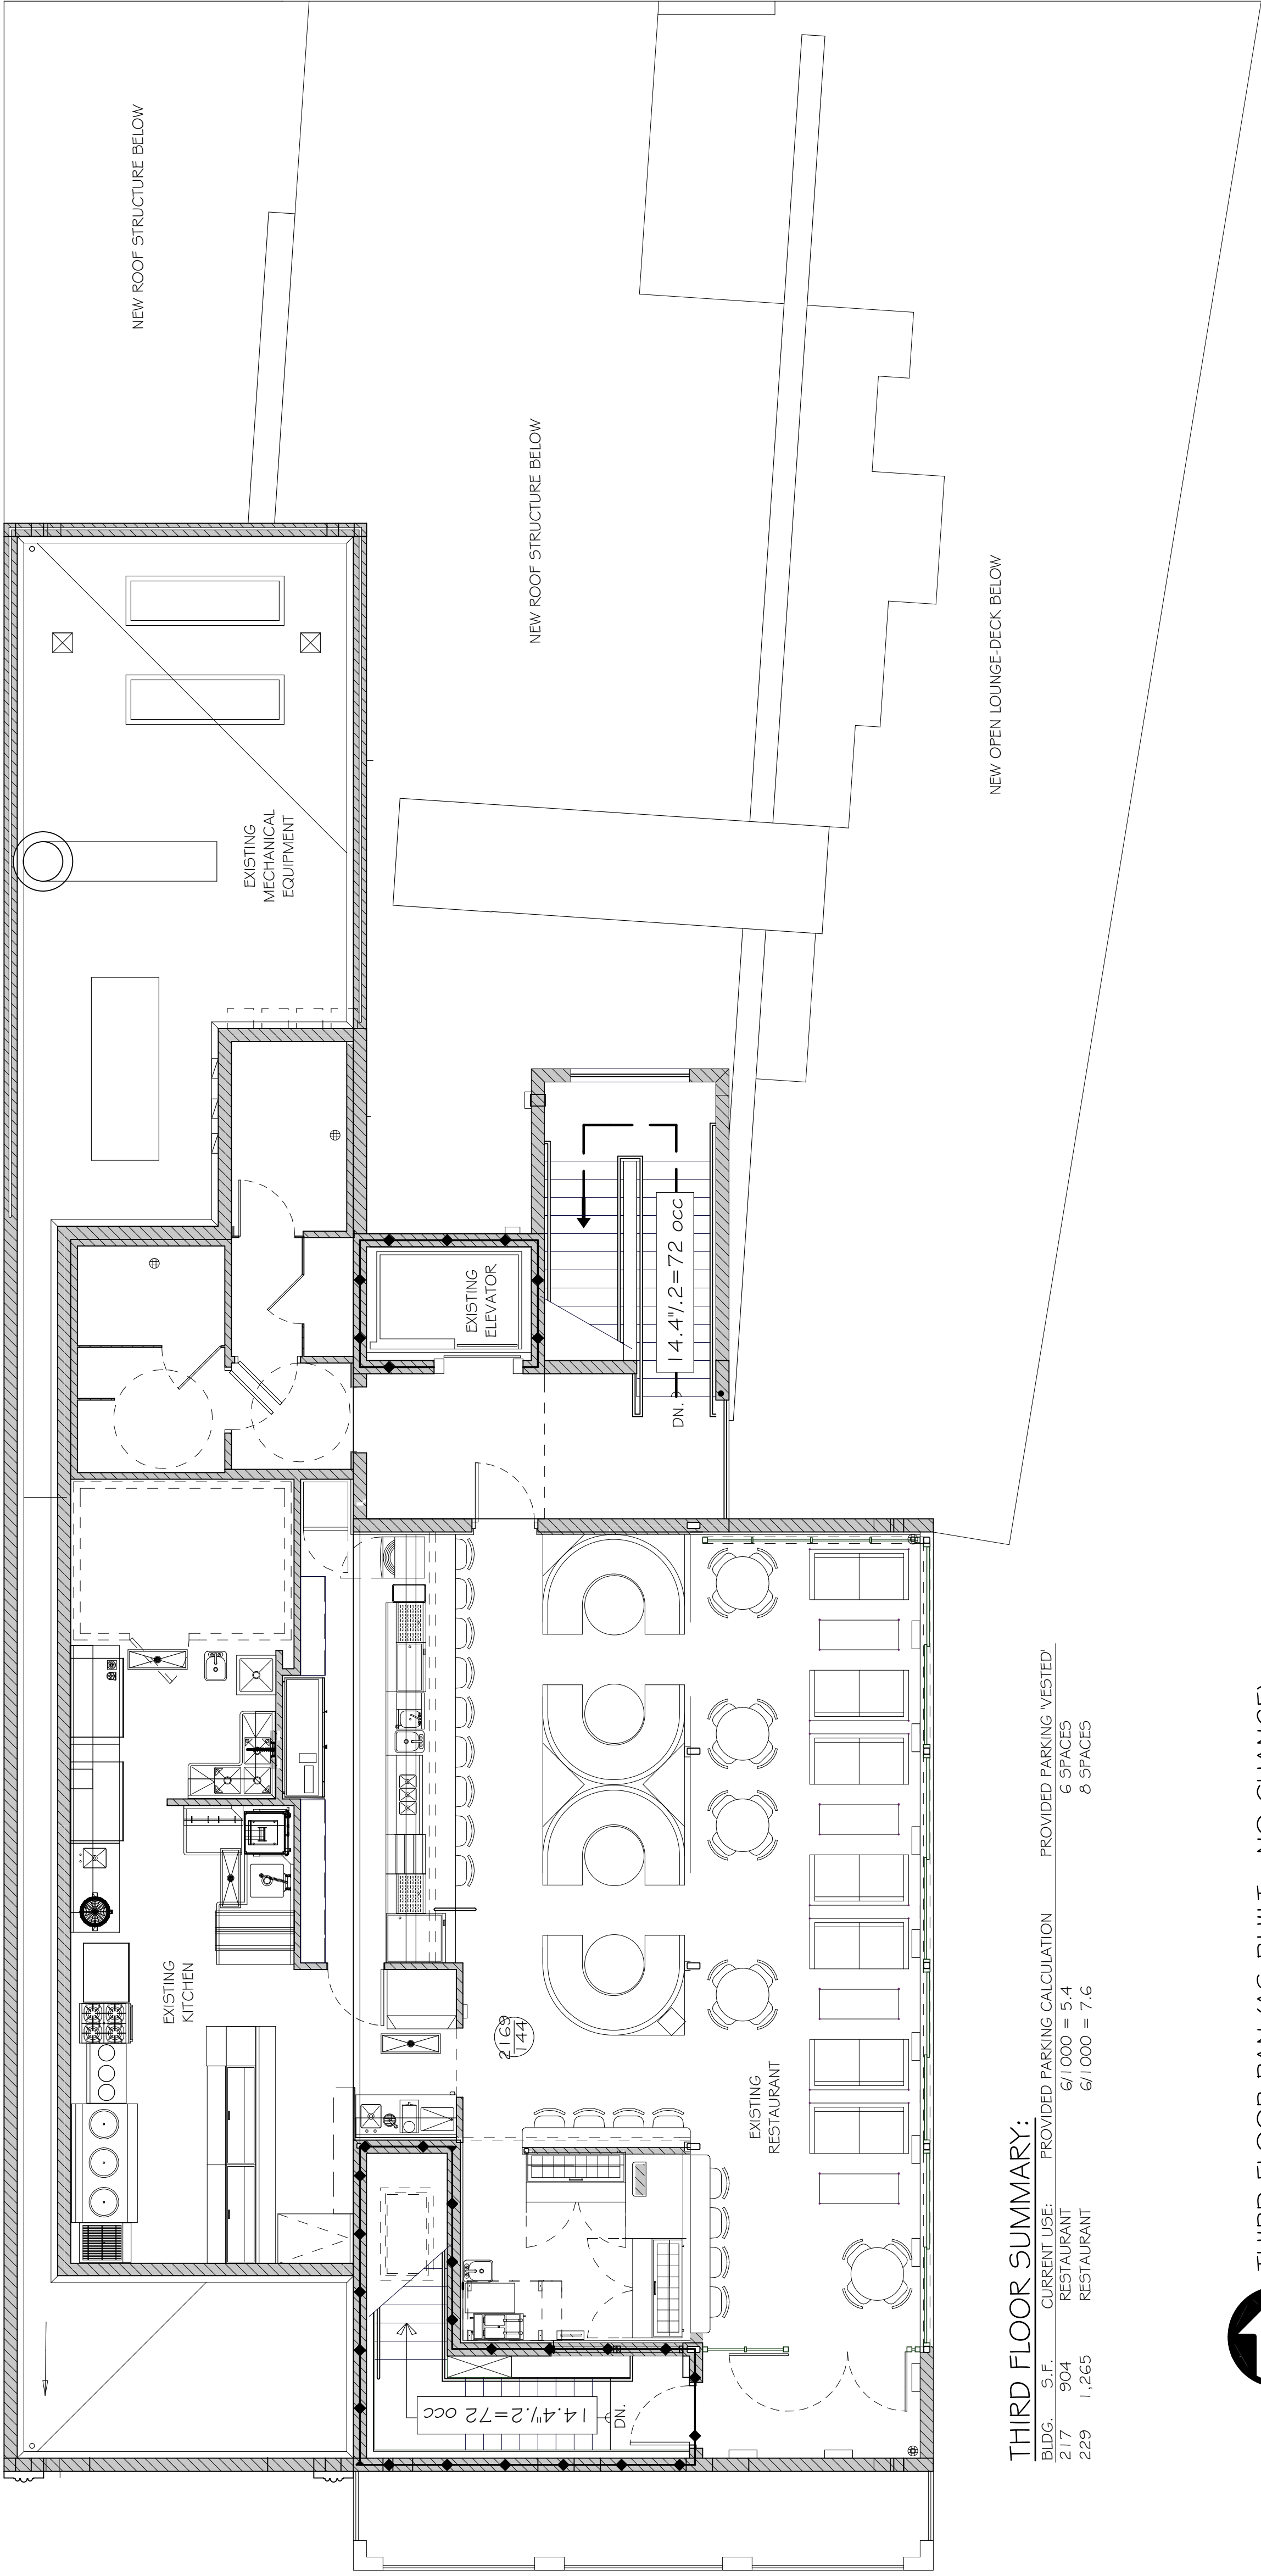 NEW ROOF STRUCTURE BELOW
NEW ROOF STRUCTURE BELOW
NEW OPEN LOUNGE-DECK BELOW
EXISTING
MECHANICAL
EQUIPMENT
EXISTING
ELEVATOR
14.4"/.2=72 OCC
DN.
EXISTING
KITCHEN
2169
144
EXISTING
RESTAURANT
14.4"/.2=72 OCC
DN.
THIRD FLOOR SUMMARY:
BLDG. S.F. CURRENT USE: PROVIDED PARKING CALCULATION PROVIDED PARKING 'VESTED'
217 904 RESTAURANT 6/1000 = 5.4 6 SPACES
229 1,265 RESTAURANT 6/1000 = 7.6 8 SPACES